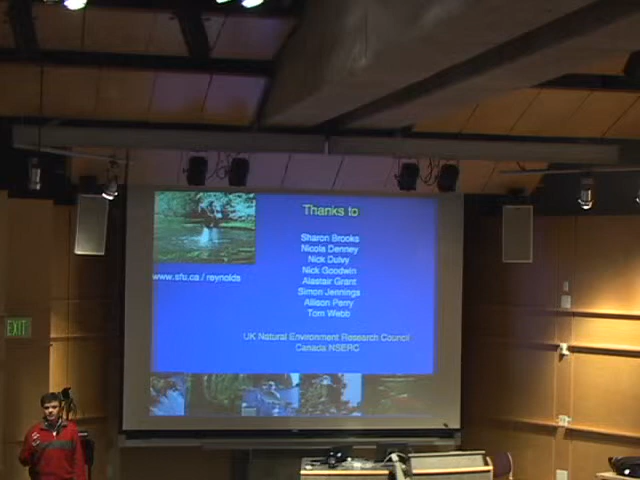 Thanks to
Sharon Brooks
Nicola Denney
Nick Dulvy
Nick Goodwin
Alastair Grant
Simon Jennings
Allison Perry
Tom Webb
www.sfu.ca/reynolds
UK Natural Environment Research Council
Canada NSERC
EXIT